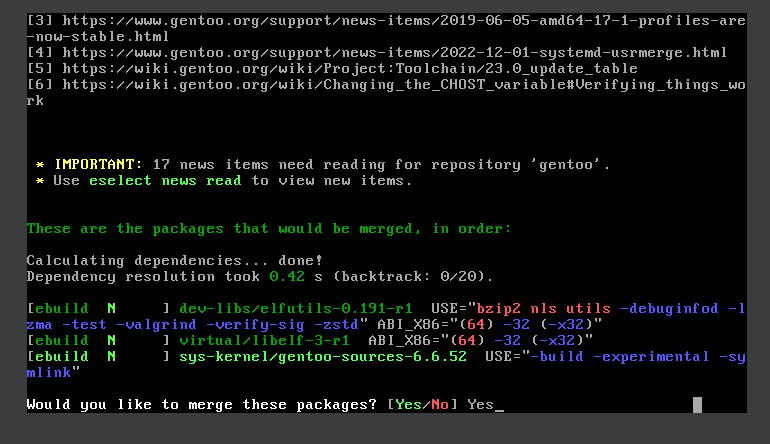 [3] https://www.gentoo.org/support/news-items/2019-06-05-amd64-17-1-profiles-are
-now-stable.html
[4] https://www.gentoo.org/support/news-items/2022-12-01-systemd-usrmerge.html
[5] https://wiki.gentoo.org/wiki/Project:Toolchain/23.0_update_table
[6] https://wiki.gentoo.org/wiki/Changing_the_CHOST_variable#Verifying_things_wo
rk
* IMPORTANT: 17 news items need reading for repository 'gentoo'.
* Use eselect news read to view new items.
These are the packages that would be merged, in order:
Calculating dependencies... done!
Dependency resolution took 0.42 s (backtrack: 0/20).
[ebuild  N     ] dev-libs/elfutils-0.191-r1  USE="bzip2 nls utils -debuginfod -l
zma -test -valgrind -verify-sig -zstd" ABI_X86="(64) -32 (-x32)"
[ebuild  N     ] virtual/libelf-3-r1  ABI_X86="(64) -32 (-x32)"
[ebuild  N     ] sys-kernel/gentoo-sources-6.6.52  USE="-build -experimental -sy
mlink"
Would you like to merge these packages? [Yes/No] Yes_